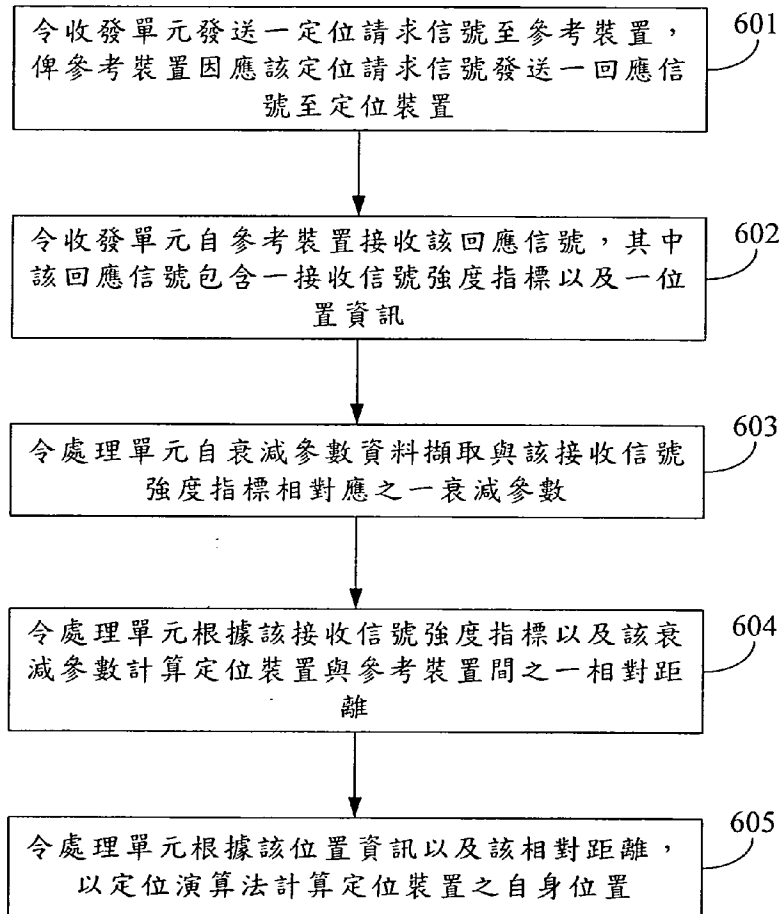 令收發單元發送一定位請求信號至參考裝置，
俾參考裝置因應該定位請求信號發送一回應信
號至定位裝置
601
令收發單元自參考裝置接收該回應信號，其中
該回應信號包含一接收信號強度指標以及一位
置資訊
602
令處理單元自衰減參數資料擷取與該接收信號
強度指標相對應之一衰減參數
603
令處理單元根據該接收信號強度指標以及該衰
減參數計算定位裝置與參考裝置間之一相對距
離
604
令處理單元根據該位置資訊以及該相對距離，
以定位演算法計算定位裝置之自身位置
605